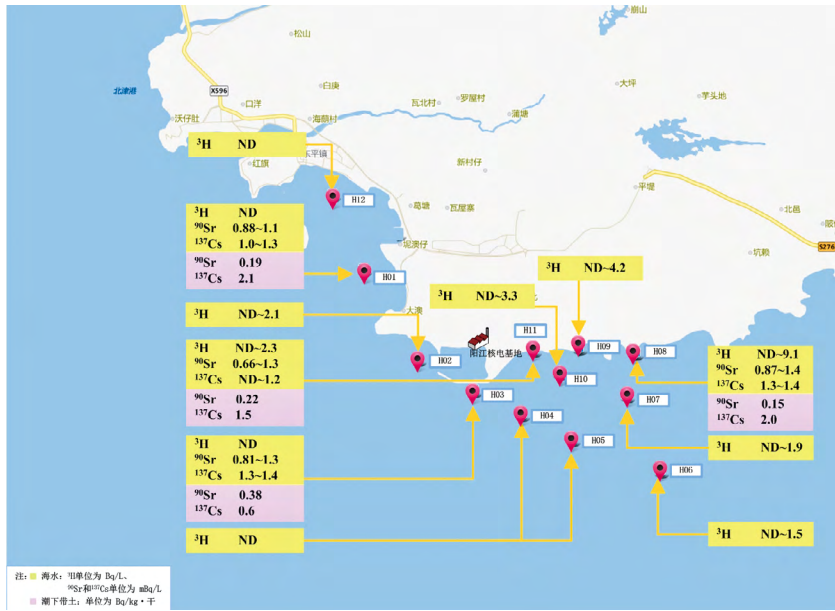 崩山
松山
大坪
北津港
X596
白庚
罗屋村
芋头地
口洋
瓦北村
沃仔肚
海頭村
蒲塘
³H ND
东平镇
红旗
新村仔
平堤
H12
葛塘
瓦屋寨
北邑
³H ND
⁹⁰Sr 0.88~1.1
¹³⁷Cs 1.0~1.3
坭澳仔
S276
坑赖
⁹⁰Sr 0.19
¹³⁷Cs 2.1
H01
³H ND~4.2
³H ND~3.3
³H ND~2.1
大澳
H11
阳江核电基地
H09
H08
H02
H10
³H ND~2.3
⁹⁰Sr 0.66~1.3
¹³⁷Cs ND~1.2
³H ND~9.1
⁹⁰Sr 0.87~1.4
¹³⁷Cs 1.3~1.4
⁹⁰Sr 0.22
¹³⁷Cs 1.5
H03
H07
⁹⁰Sr 0.15
¹³⁷Cs 2.0
H04
³H ND
⁹⁰Sr 0.81~1.3
¹³⁷Cs 1.3~1.4
H05
³H ND~1.9
H06
⁹⁰Sr 0.38
¹³⁷Cs 0.6
³H ND
³H ND~1.5
注: 海水: ³H单位为 Bq/L、
⁹⁰Sr和¹³⁷Cs单位为 mBq/L
潮下带土: 单位为 Bq/kg·干